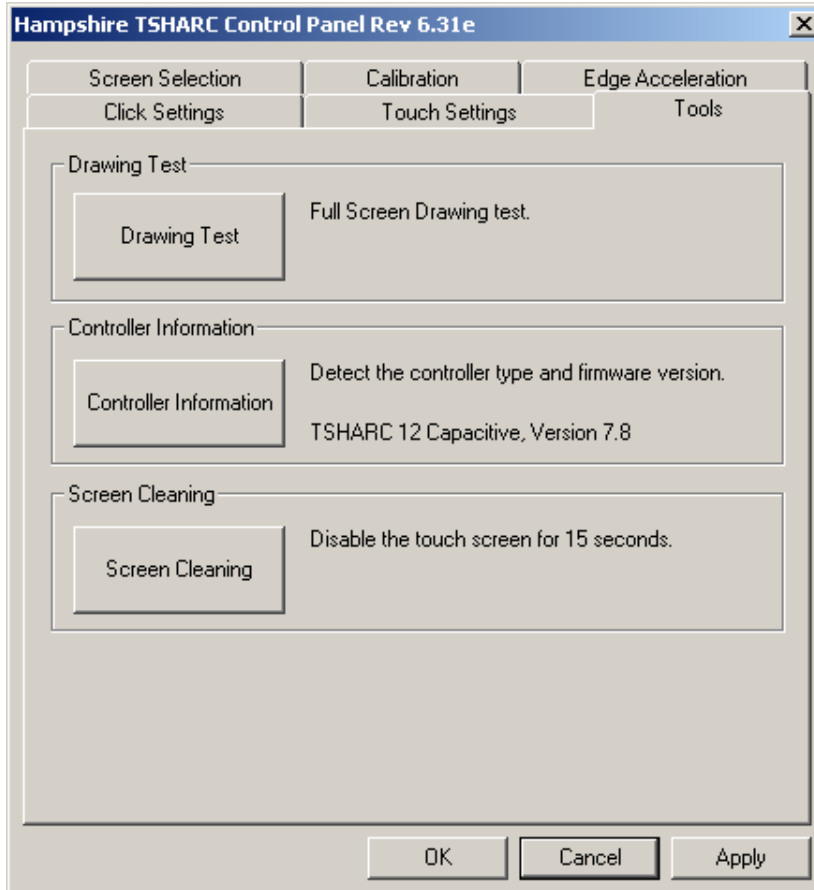 Hampshire TSHARC Control Panel Rev 6.31e
Screen Selection
Calibration
Edge Acceleration
Click Settings
Touch Settings
Tools
Drawing Test
Drawing Test
Full Screen Drawing test.
Controller Information
Controller Information
Detect the controller type and firmware version.
TSHARC 12 Capacitive, Version 7.8
Screen Cleaning
Screen Cleaning
Disable the touch screen for 15 seconds.
OK
Cancel
Apply